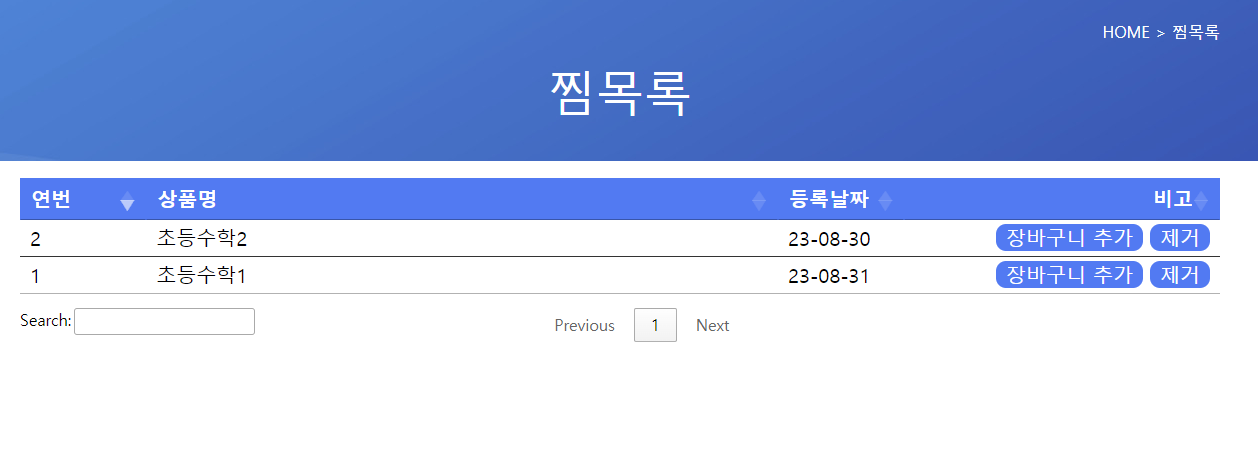 HOME > 찜목록
찜목록
연번 상품명 등록날짜 비고
2 초등수학2 23-08-30 장바구니 추가 제거
1 초등수학1 23-08-31 장바구니 추가 제거
Search: Previous 1 Next